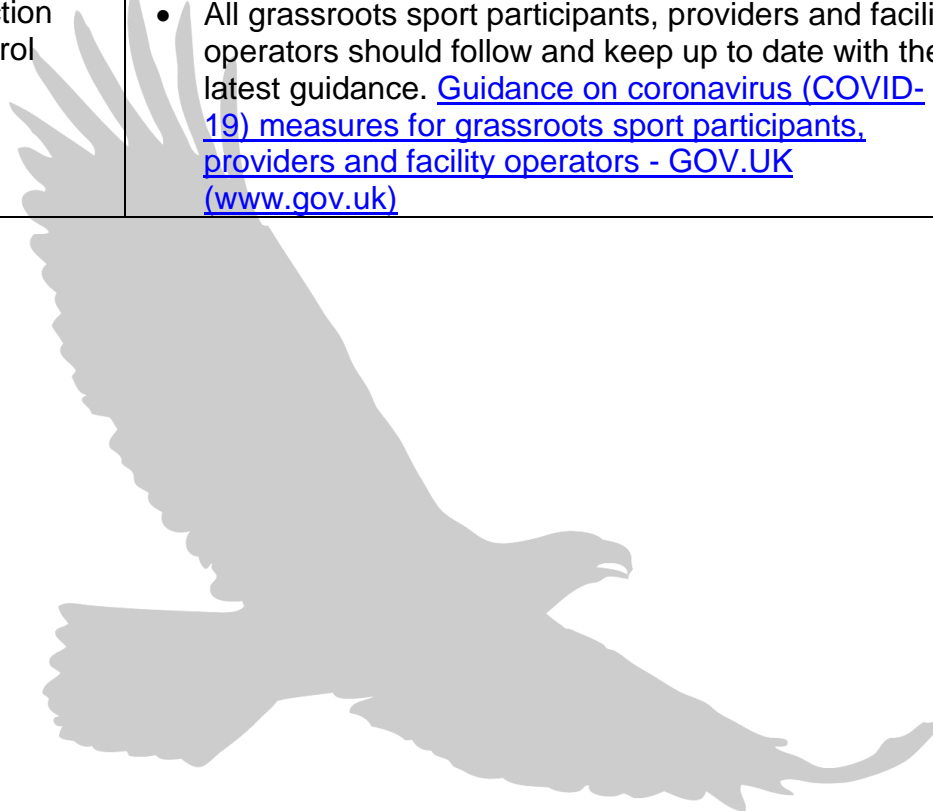 ction
rol
• All grassroots sport participants, providers and facili
operators should follow and keep up to date with the
latest guidance. Guidance on coronavirus (COVID-
19) measures for grassroots sport participants,
providers and facility operators - GOV.UK
(www.gov.uk)